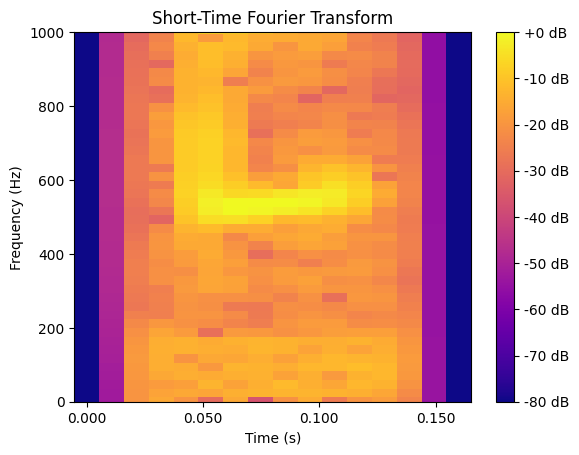 Short-Time Fourier Transform
Frequency (Hz)
1000
800
600
400
200
0
0.000
0.050
0.100
0.150
Time (s)
+0 dB
-10 dB
-20 dB
-30 dB
-40 dB
-50 dB
-60 dB
-70 dB
-80 dB